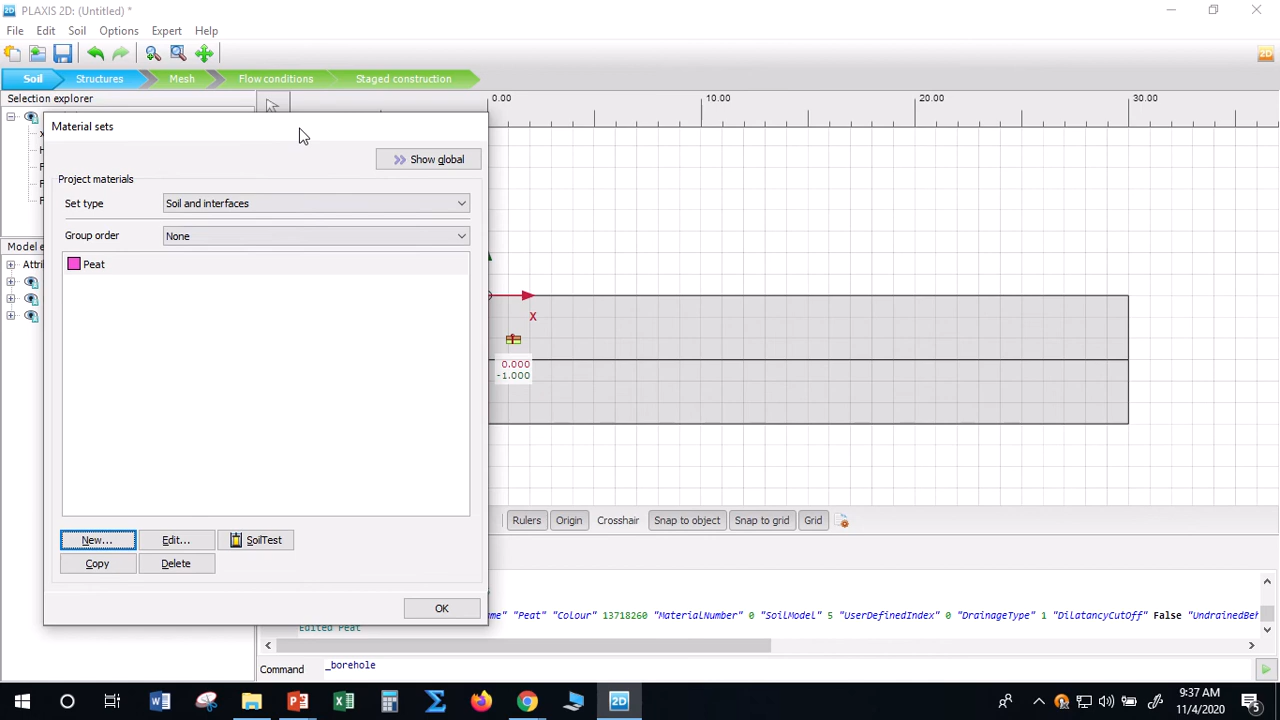 PLAXIS 2D: (Untitled) *
File Edit Soil Options Expert Help
2D
Soil Structures Mesh Flow conditions Staged construction
Selection explorer
0.00 10.00 20.00 30.00
Material sets
Show global
Project materials
Set type Soil and interfaces
Group order None
Model e
Peat
Attri
X
0.000
-1.000
Rulers Origin Crosshair Snap to object Snap to grid Grid
New... Edit... SoilTest
Copy Delete
OK
me" "Peat" "Colour" 13718260 "MaterialNumber" 0 "SoilModel" 5 "UserDefinedIndex" 0 "DrainageType" 1 "DilatancyCutOff" False "UndrainedBeh
Edited Peat
Command _borehole
9:37 AM
11/4/2020
5